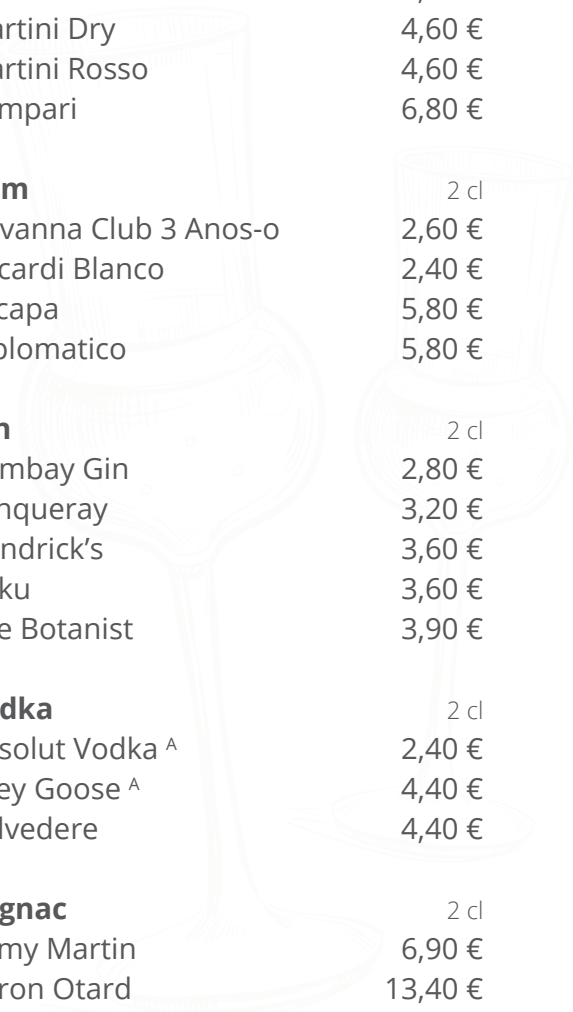 artini Dry 4,60 €
artini Rosso 4,60 €
mpari 6,80 €
m 2 cl
vanna Club 3 Anos-o 2,60 €
cardi Blanco 2,40 €
capa 5,80 €
plomatico 5,80 €
n 2 cl
mbay Gin 2,80 €
nqueray 3,20 €
ndrick’s 3,60 €
ku 3,60 €
e Botanist 3,90 €
dka 2 cl
solut Vodka ᴬ 2,40 €
ey Goose ᴬ 4,40 €
lvedere 4,40 €
gnac 2 cl
my Martin 6,90 €
ron Otard 13,40 €